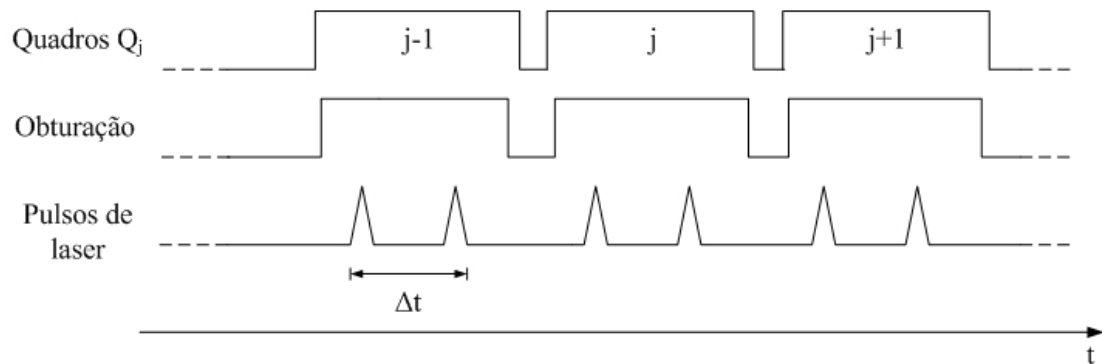 Quadros Qj
j-1
j
j+1
Obturação
Pulsos de
laser
Δt
t